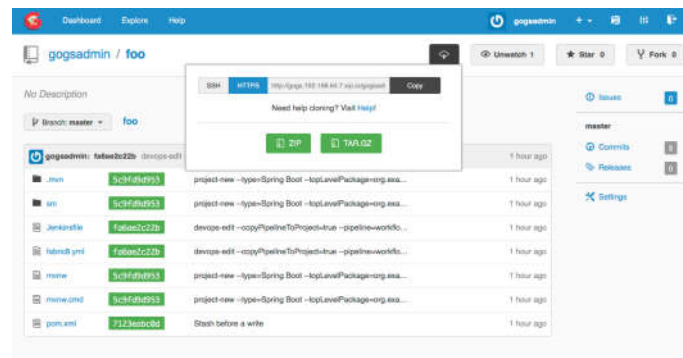 Dashboard Explore Help gogsadmin
gogsadmin / foo Unwatch 1 Star 0 Fork 0
SSH HTTPS Copy
Need help cloning? Visit Help!
ZIP TAR.GZ
No Description
Branch: master foo
gogsadmin: fa6ae2c22b devops-edit 1 hour ago
.mvn 5c9fd9d953 project-new --type=Spring Boot --topLevelPackage=org.exa... 1 hour ago
src 5c9fd9d953 project-new --type=Spring Boot --topLevelPackage=org.exa... 1 hour ago
Jenkinsfile fa6ae2c22b devops-edit --copyPipelineToProject=true --pipeline=workflo... 1 hour ago
fabric8.yml fa6ae2c22b devops-edit --copyPipelineToProject=true --pipeline=workflo... 1 hour ago
mvnw 5c9fd9d953 project-new --type=Spring Boot --topLevelPackage=org.exa... 1 hour ago
mvnw.cmd 5c9fd9d953 project-new --type=Spring Boot --topLevelPackage=org.exa... 1 hour ago
pom.xml 7123eabc0d Stash before a write 1 hour ago
Issues 0
master
Commits
Releases 0
Settings